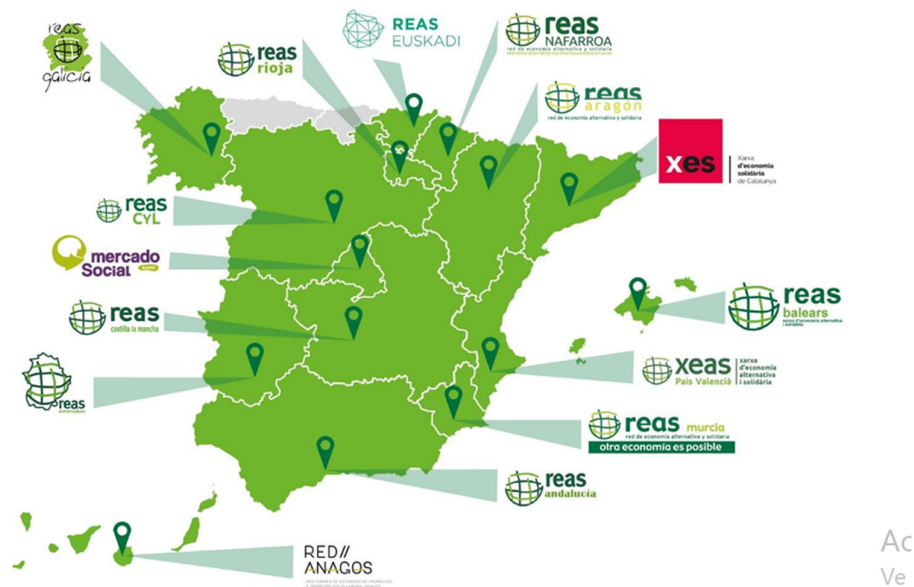 reas
galicia
reas
rioja
REAS
EUSKADI
reas
NAFARROA
red de economía alternativa y solidaria
reas
aragon
red de economía alternativa y solidaria
xes
Xarxa
d'economia
solidària
de Catalunya
reas
CYL
mercado
Social
reas
castilla la mancha
reas
reas
balears
xarxa d'economia alternativa
i solidària
xeas
País Valencià
xarxa
d'economia
alternativa
i solidària
reas murcia
red de economía alternativa y solidaria
otra economía es posible
reas
andalucía
RED//
ANAGOS
Ac
Ve